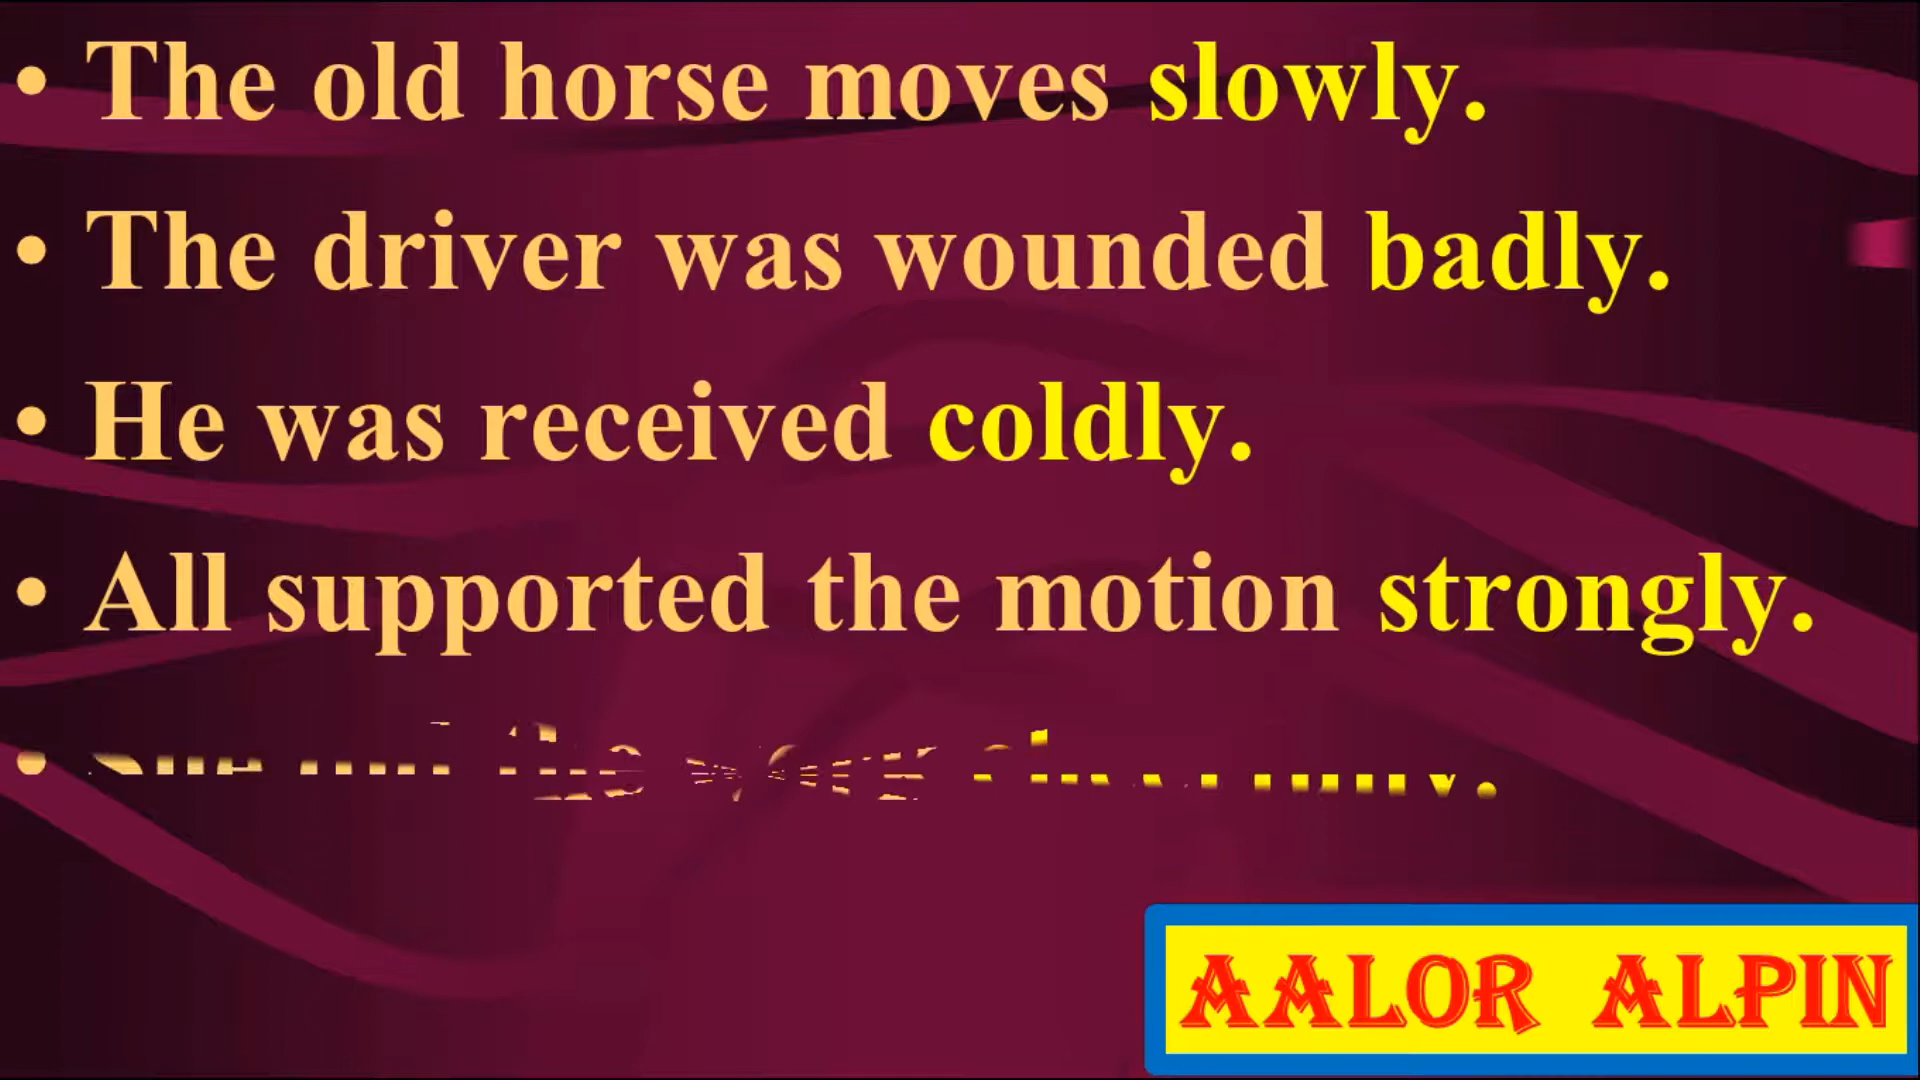 • The old horse moves slowly.
• The driver was wounded badly.
• He was received coldly.
• All supported the motion strongly.
• the
AALOR ALPIN